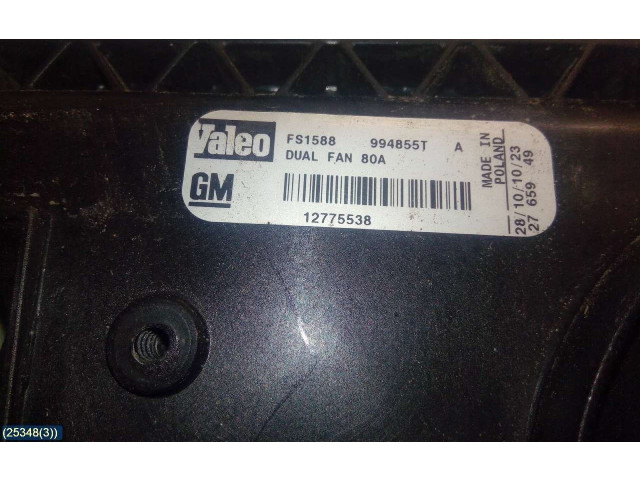 Valeo FS1588 994855T A
DUAL FAN 80A
GM
12775538
MADE IN
POLAND
28/10/10/23
27 659 49
(25348(3))